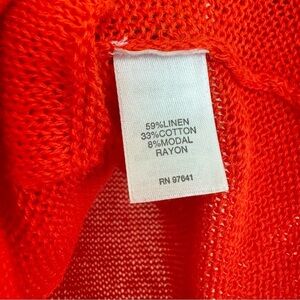 59%LINEN
33%COTTON
8%MODAL
RAYON
RN 97641